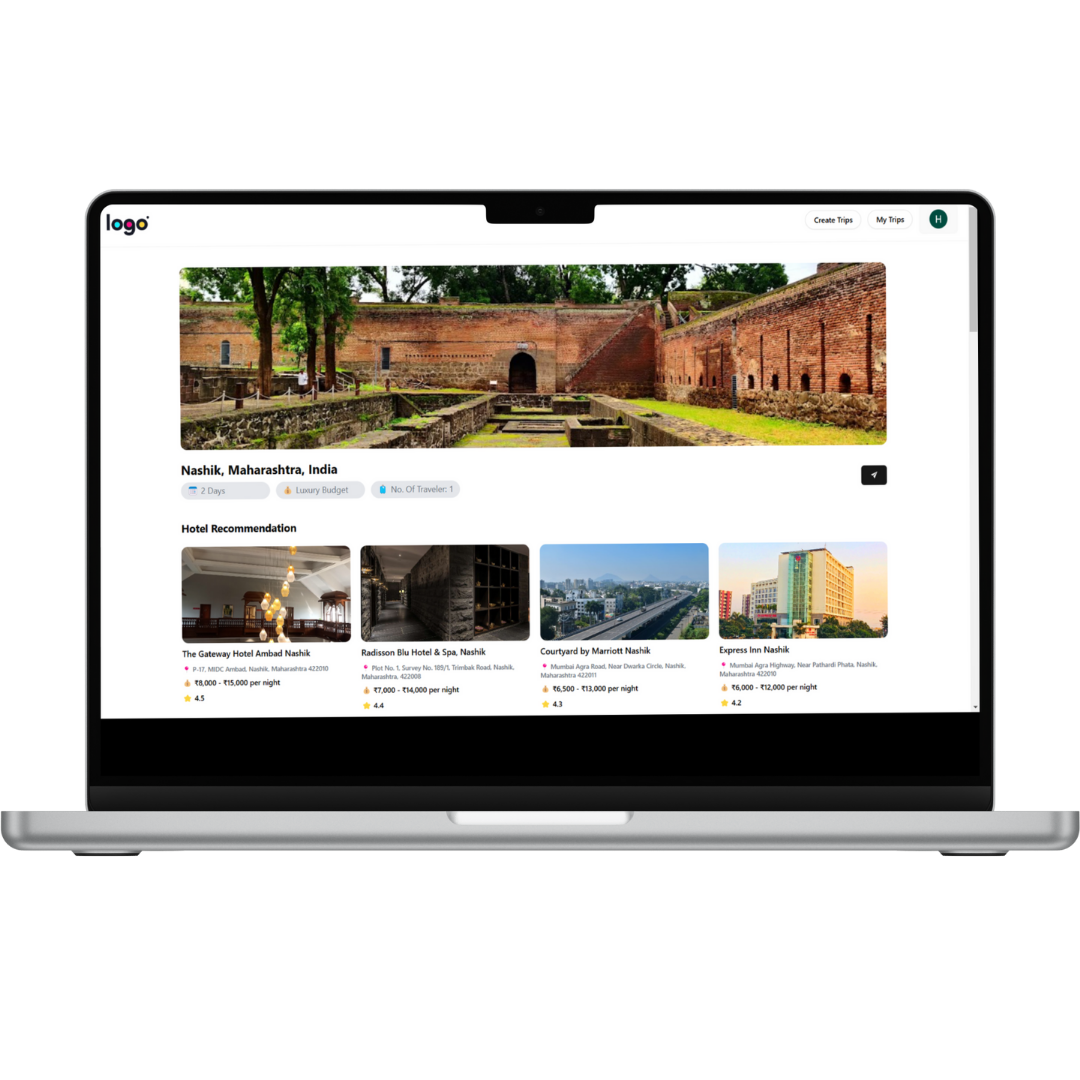 logo
Create Trips
My Trips
H
Nashik, Maharashtra, India
2 Days
Luxury Budget
No. Of Traveler: 1
Hotel Recommendation
The Gateway Hotel Ambad Nashik
P-17, MIDC Ambad, Nashik, Maharashtra 422010
₹8,000 - ₹15,000 per night
4.5
Radisson Blu Hotel & Spa, Nashik
Plot No. 1, Survey No. 189/1, Trimbak Road, Nashik,
Maharashtra, 422008
₹7,000 - ₹14,000 per night
4.4
Courtyard by Marriott Nashik
Mumbai Agra Road, Near Dwarka Circle, Nashik,
Maharashtra 422011
₹6,500 - ₹13,000 per night
4.3
Express Inn Nashik
Mumbai Agra Highway, Near Pathardi Phata, Nashik,
Maharashtra 422010
₹6,000 - ₹12,000 per night
4.2